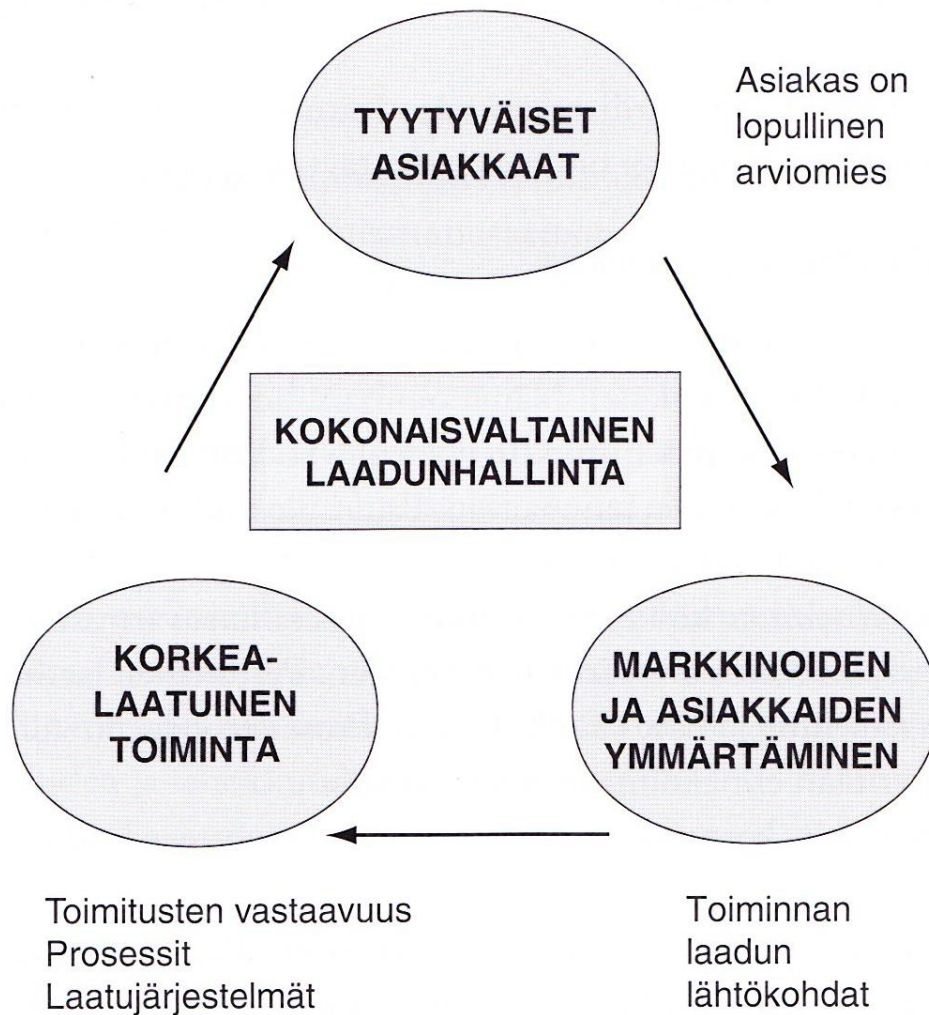 TYYTYVÄISET
ASIAKKAAT
Asiakas on
lopullinen
arviomies
KOKONAISVALTAINEN
LAADUNHALLINTA
KORKEA-
LAATUINEN
TOIMINTA
MARKKINOIDEN
JA ASIAKKAIDEN
YMMÄRTÄMINEN
Toimitusten vastaavuus
Prosessit
Laatujärjestelmät
Toiminnan
laadun
lähtökohdat